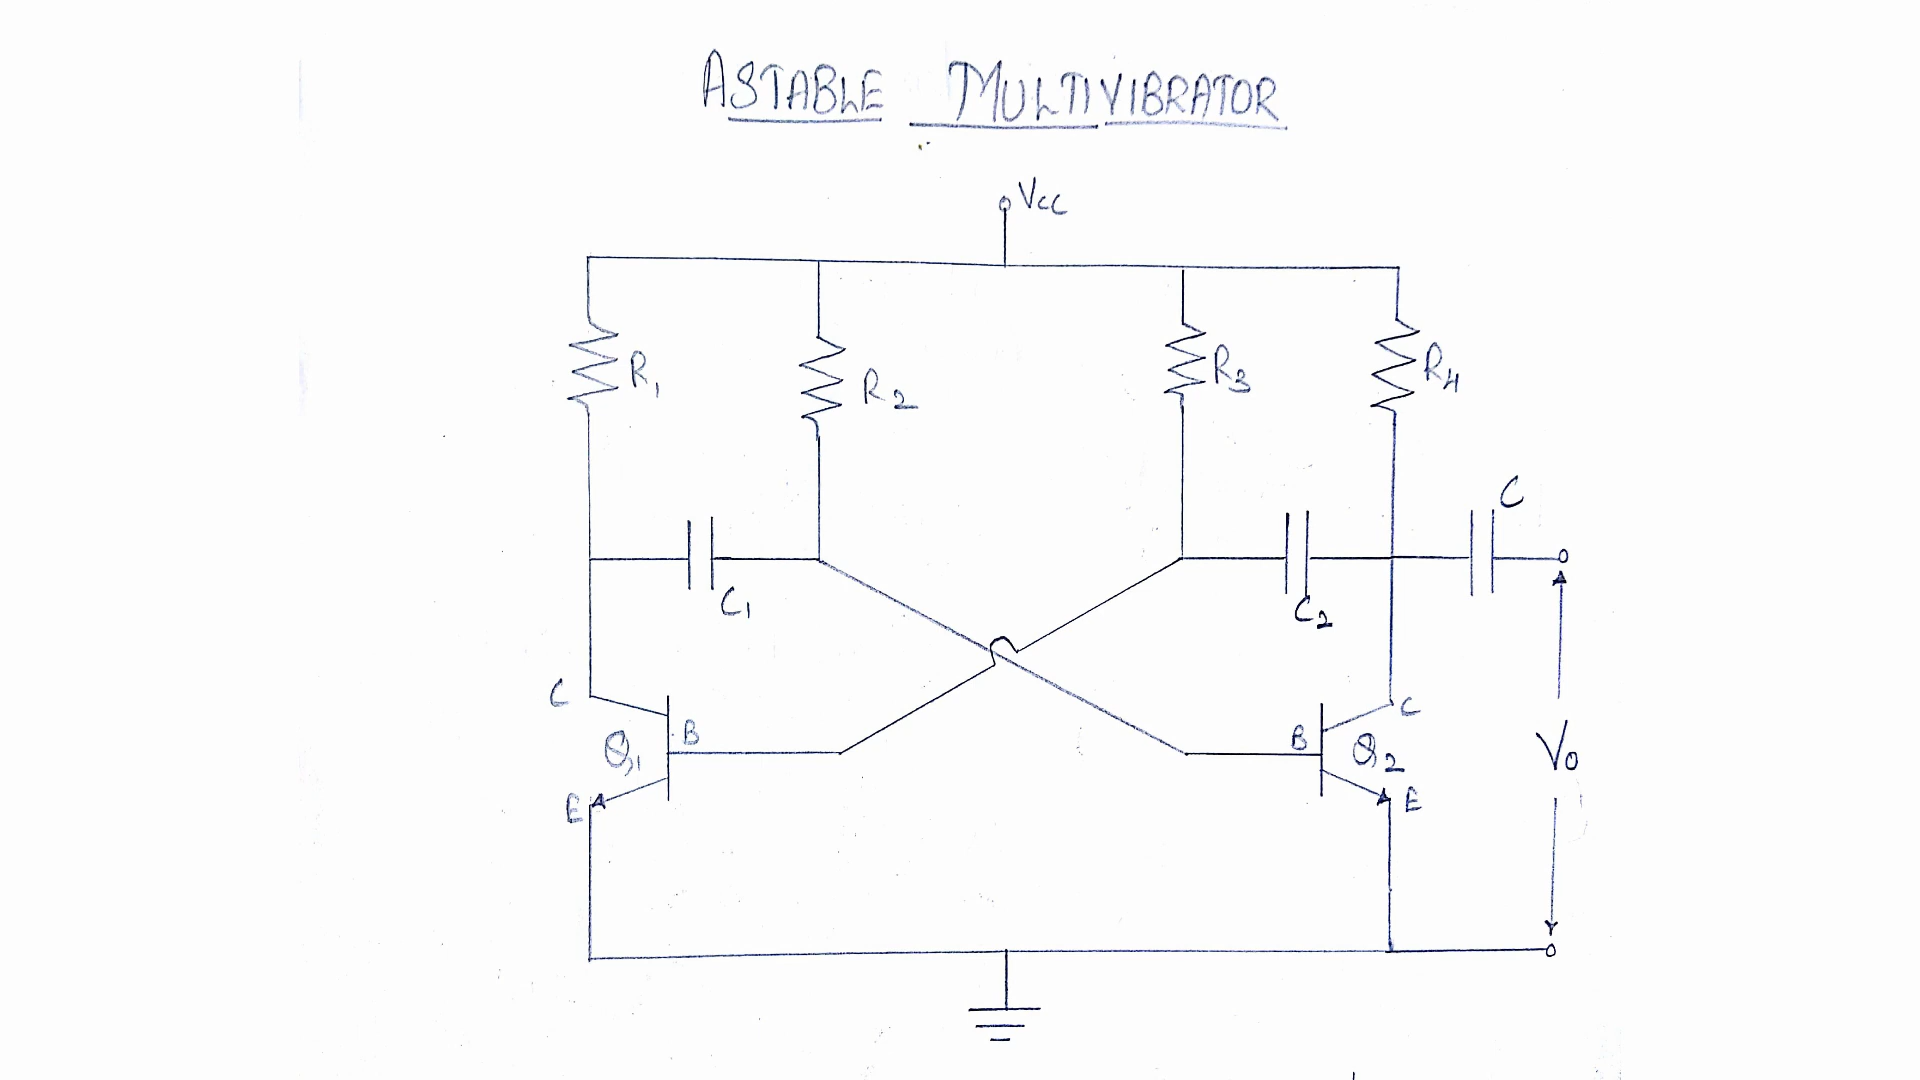 ASTABLE MULTIVIBRATOR
Vcc
R1
R2
R3
R4
C
C1
C2
C
B
Q1
E
B
Q2
C
E
Vo